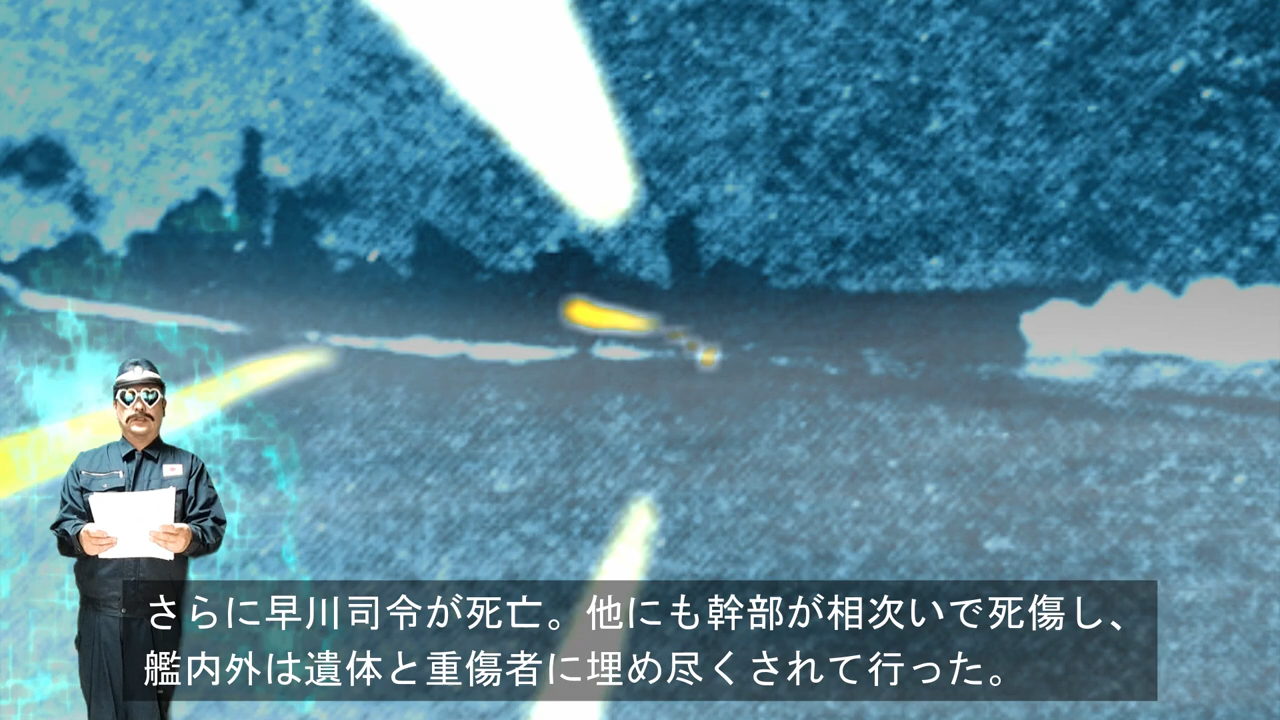 さらに早川司令が死亡。他にも幹部が相次いで死傷し、
艦内外は遺体と重傷者に埋め尽くされて行った。